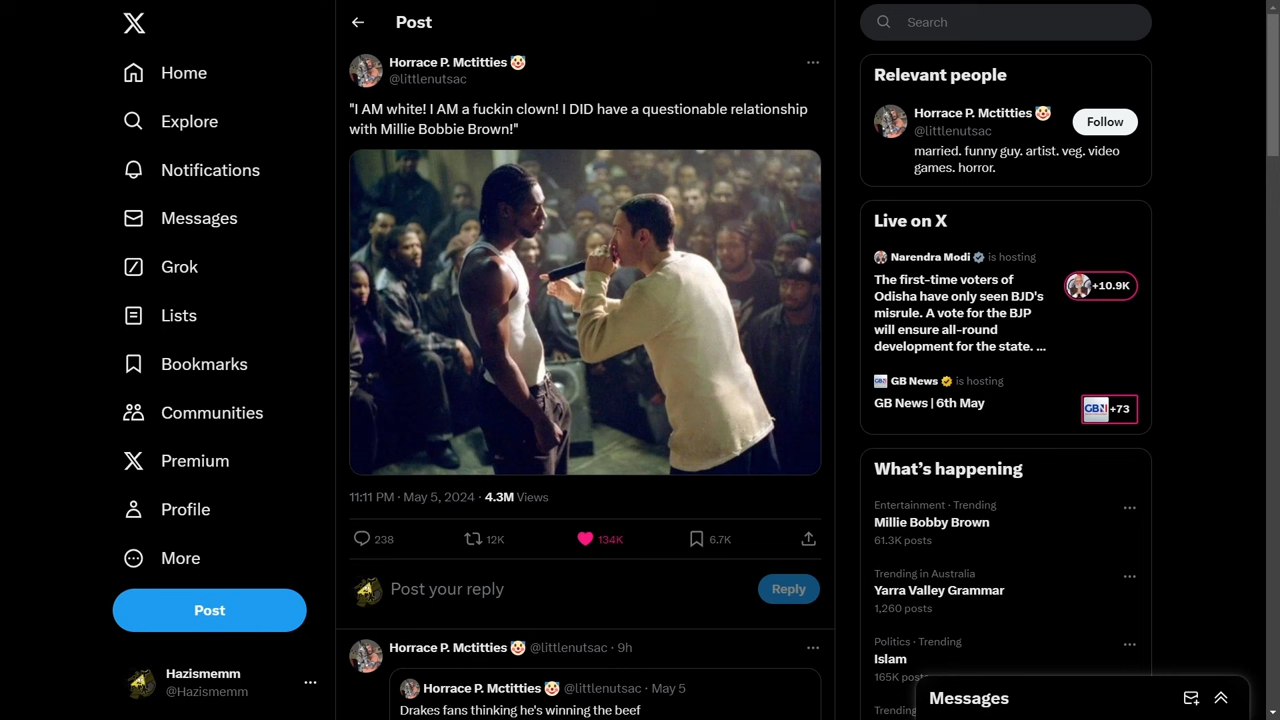 Home
Explore
Notifications
Messages
Grok
Lists
Bookmarks
Communities
Premium
Profile
More
Post
Hazismemm
@Hazismemm
Post
Horrace P. Mctitties 🤡
@littlenutsac
"I AM white! I AM a fuckin clown! I DID have a questionable relationship
with Millie Bobbie Brown!"
11:11 PM · May 5, 2024 · 4.3M Views
238 12K 134K 6.7K
Post your reply
Reply
Horrace P. Mctitties 🤡 @littlenutsac · 9h
Horrace P. Mctitties 🤡 @littlenutsac · May 5
Drakes fans thinking he's winning the beef
Search
Relevant people
Horrace P. Mctitties 🤡
@littlenutsac
Follow
married. funny guy. artist. veg. video
games. horror.
Live on X
Narendra Modi is hosting
The first-time voters of
Odisha have only seen BJD's
misrule. A vote for the BJP
will ensure all-round
development for the state. ...
+10.9K
GB News is hosting
GB News | 6th May
GBN +73
What's happening
Entertainment · Trending
Millie Bobby Brown
61.3K posts
Trending in Australia
Yarra Valley Grammar
1,260 posts
Politics · Trending
Islam
165K posts
Trending
Messages